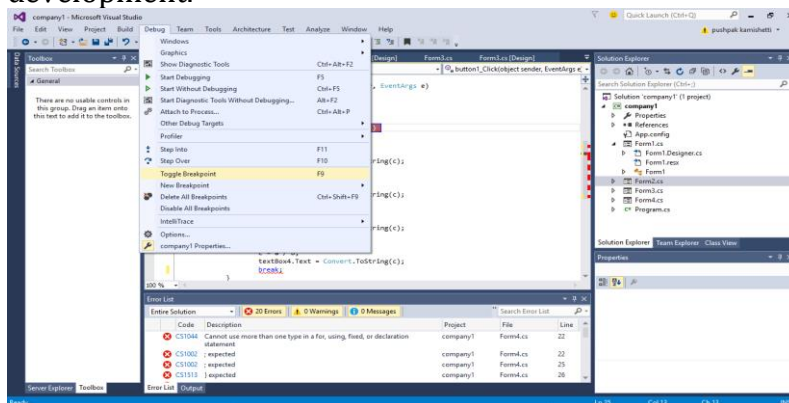 development.
company1 - Microsoft Visual Studio
Quick Launch (Ctrl+Q)
File Edit View Project Build Debug Team Tools Architecture Test Analyze Window Help
pushpak kamishetti
Toolbox
Search Toolbox
General
There are no usable controls in
this group. Drag an item onto
this text to add it to the toolbox.
Data Sources
Windows
Graphics
Show Diagnostic Tools Ctrl+Alt+F2
Start Debugging F5
Start Without Debugging Ctrl+F5
Start Diagnostic Tools Without Debugging... Alt+F2
Attach to Process... Ctrl+Alt+P
Other Debug Targets
Profiler
Step Into F11
Step Over F10
Toggle Breakpoint F9
New Breakpoint
Delete All Breakpoints Ctrl+Shift+F9
Disable All Breakpoints
IntelliTrace
Options...
company1 Properties...
[Design] Form3.cs Form3.cs [Design]
button1_Click(object sender, EventArgs e)
, EventArgs e)
ring(c);
ring(c);
ring(c);
textBox4.Text = Convert.ToString(c);
break;
}
100 %
Error List
Entire Solution 20 Errors 0 Warnings 0 Messages Search Error List
Code Description Project File Line
CS1044 Cannot use more than one type in a for, using, fixed, or declaration
statement company1 Form4.cs 22
CS1002 ; expected company1 Form4.cs 22
CS1002 ; expected company1 Form4.cs 25
CS1513 } expected company1 Form4.cs 26
Server Explorer Toolbox
Error List Output
Solution Explorer
Search Solution Explorer (Ctrl+;)
Solution 'company1' (1 project)
company1
Properties
References
App.config
Form1.cs
Form1.Designer.cs
Form1.resx
Form1
Form2.cs
Form3.cs
Form4.cs
Program.cs
Solution Explorer Team Explorer Class View
Properties